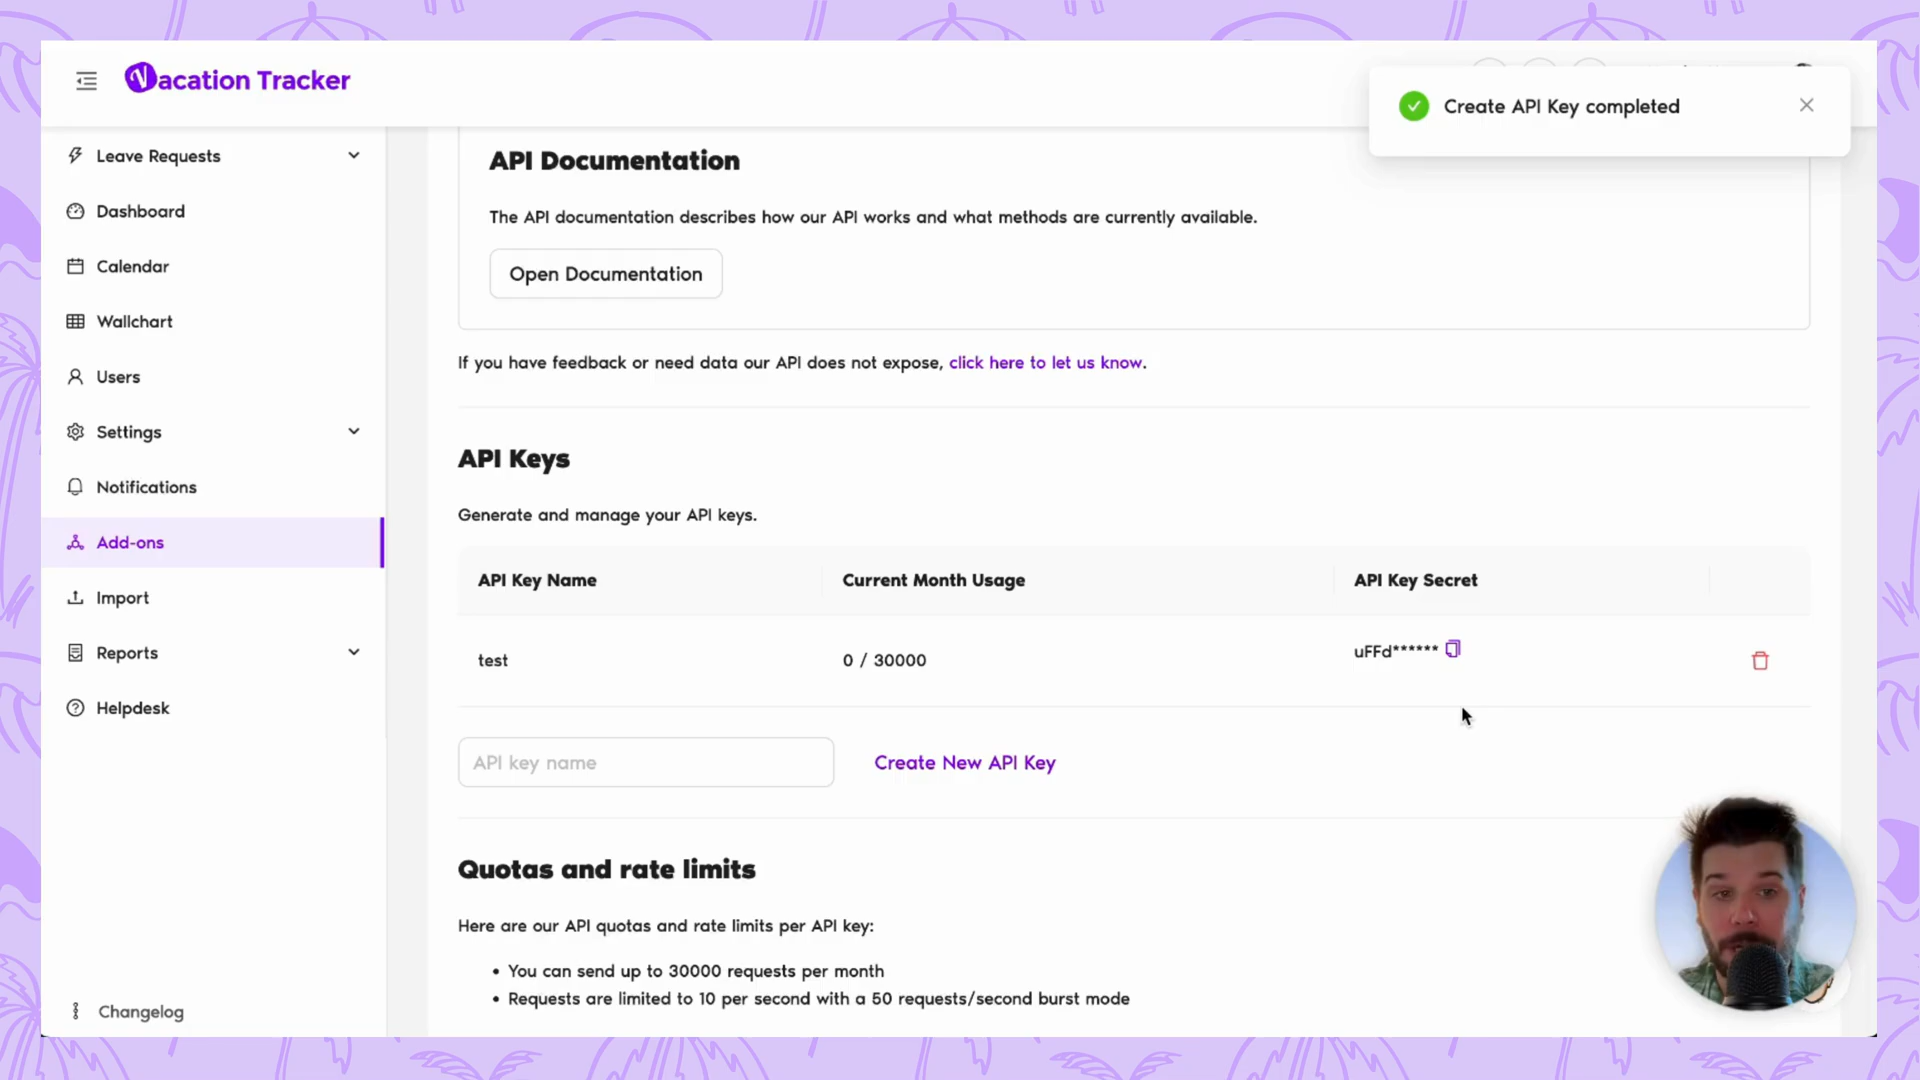 Vacation Tracker
Create API Key completed
Leave Requests
Dashboard
Calendar
Wallchart
Users
Settings
Notifications
Add-ons
Import
Reports
Helpdesk
Changelog
API Documentation
The API documentation describes how our API works and what methods are currently available.
Open Documentation
If you have feedback or need data our API does not expose, click here to let us know.
API Keys
Generate and manage your API keys.
API Key Name Current Month Usage API Key Secret
test 0 / 30000 uFFd******
API key name Create New API Key
Quotas and rate limits
Here are our API quotas and rate limits per API key:
• You can send up to 30000 requests per month
• Requests are limited to 10 per second with a 50 requests/second burst mode